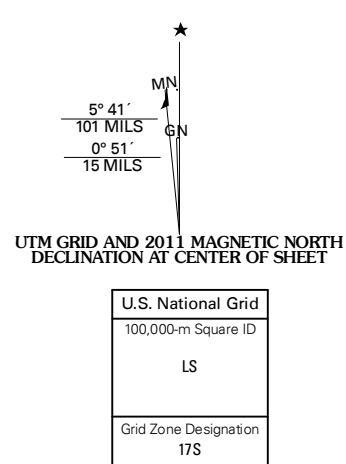 ★
MN
5° 41´
101 MILS
GN
0° 51´
15 MILS
UTM GRID AND 2011 MAGNETIC NORTH
DECLINATION AT CENTER OF SHEET
U.S. National Grid
100,000-m Square ID
LS
Grid Zone Designation
17S